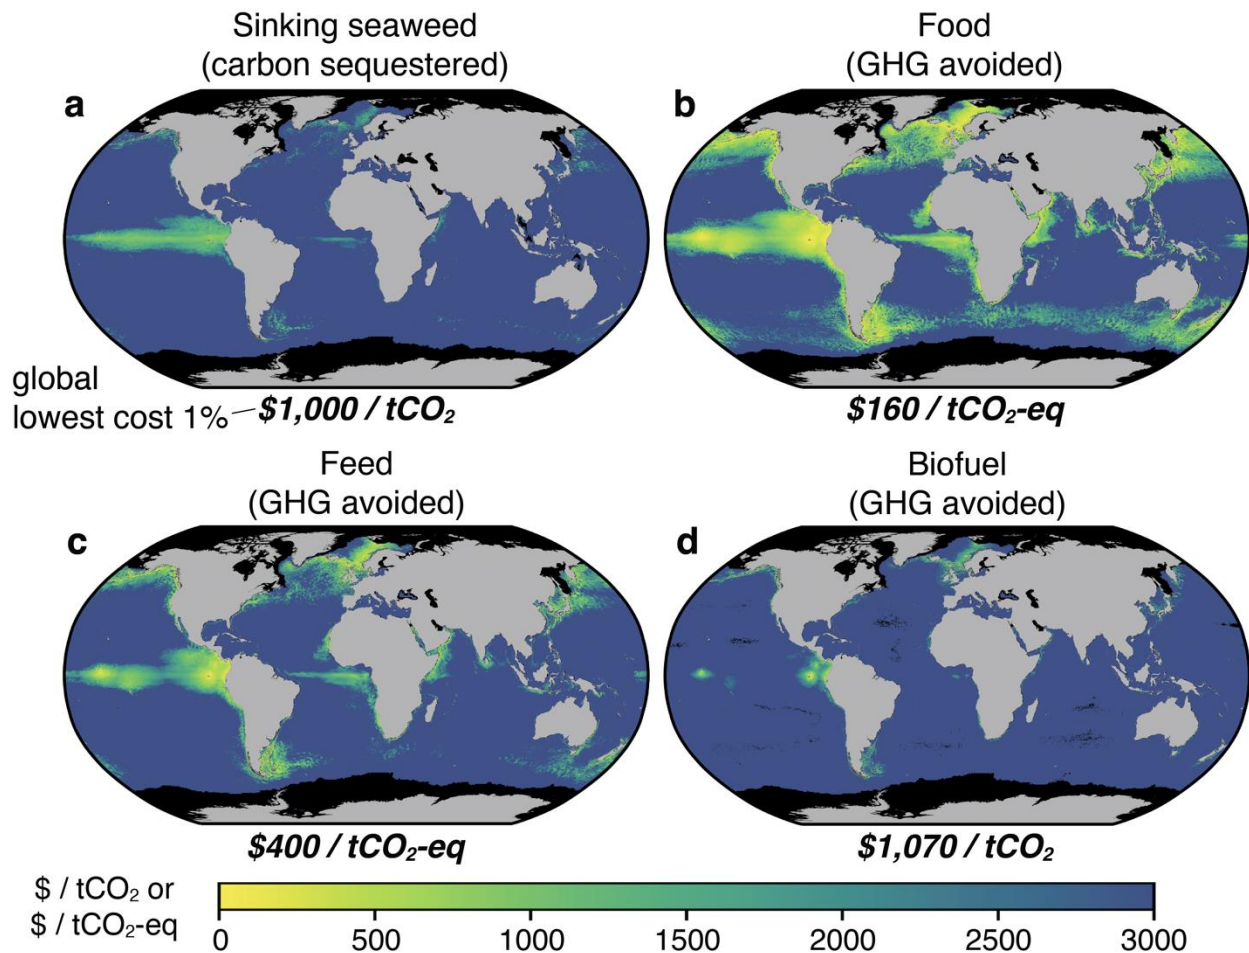 Sinking seaweed
(carbon sequestered)
a
Food
(GHG avoided)
b
global
lowest cost 1%
$1,000 / tCO₂
$160 / tCO₂-eq
Feed
(GHG avoided)
c
Biofuel
(GHG avoided)
d
$400 / tCO₂-eq
$1,070 / tCO₂
$ / tCO₂ or
$ / tCO₂-eq
0 500 1000 1500 2000 2500 3000